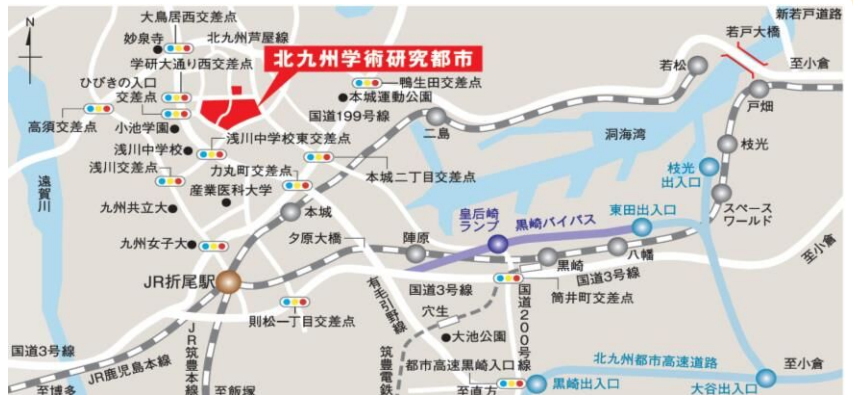 新若戸道路
大鳥居西交差点
若戸大橋
N
妙泉寺
北九州芦屋線
至小倉
学研大通り西交差点
北九州学術研究都市
若松
ひびきの入口
交差点
鴨生田交差点
戸畑
本城運動公園
高須交差点
小池学園
国道199号線
二島
洞海湾
枝光
浅川中学校東交差点
浅川中学校
浅川交差点
力丸町交差点
本城二丁目交差点
枝光
出入口
遠賀川
産業医科大学
スペース
ワールド
九州共立大
本城
皇后崎
ランプ
黒崎バイパス
東田出入口
九州女子大
夕原大橋
陣原
八幡
至小倉
黒崎
国道3号線
JR折尾駅
国道3号線
筒井町交差点
有毛引野線
国道200号線
則松一丁目交差点
穴生
大池公園
国道3号線
JR鹿児島本線
JR筑豊本線
筑豊電鉄
都市高速黒崎入口
北九州都市高速道路
至小倉
至博多
至飯塚
至直方
黒崎出入口
大谷出入口